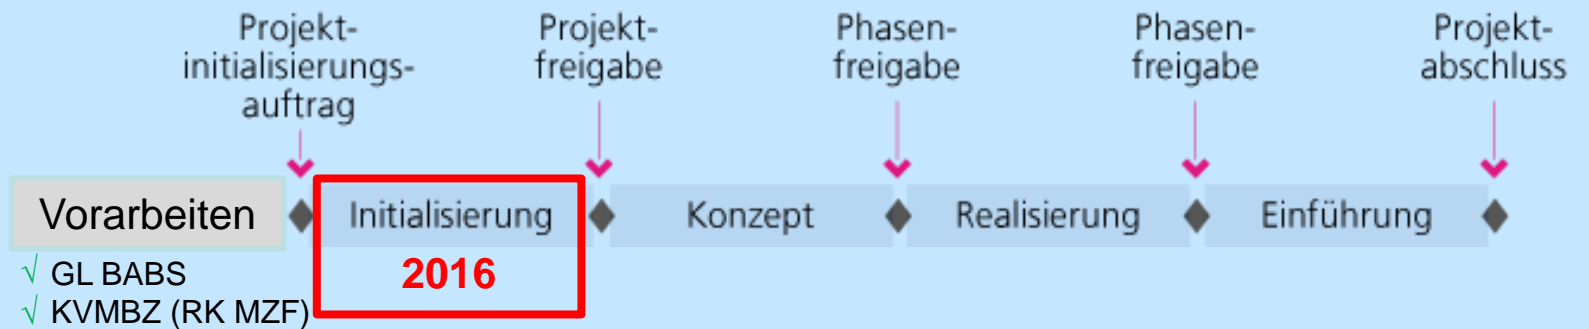 Projekt-
initialisierungs-
auftrag
Projekt-
freigabe
Phasen-
freigabe
Phasen-
freigabe
Projekt-
abschluss
Vorarbeiten
Initialisierung
Konzept
Realisierung
Einführung
√ GL BABS
2016
√ KVMBZ (RK MZF)